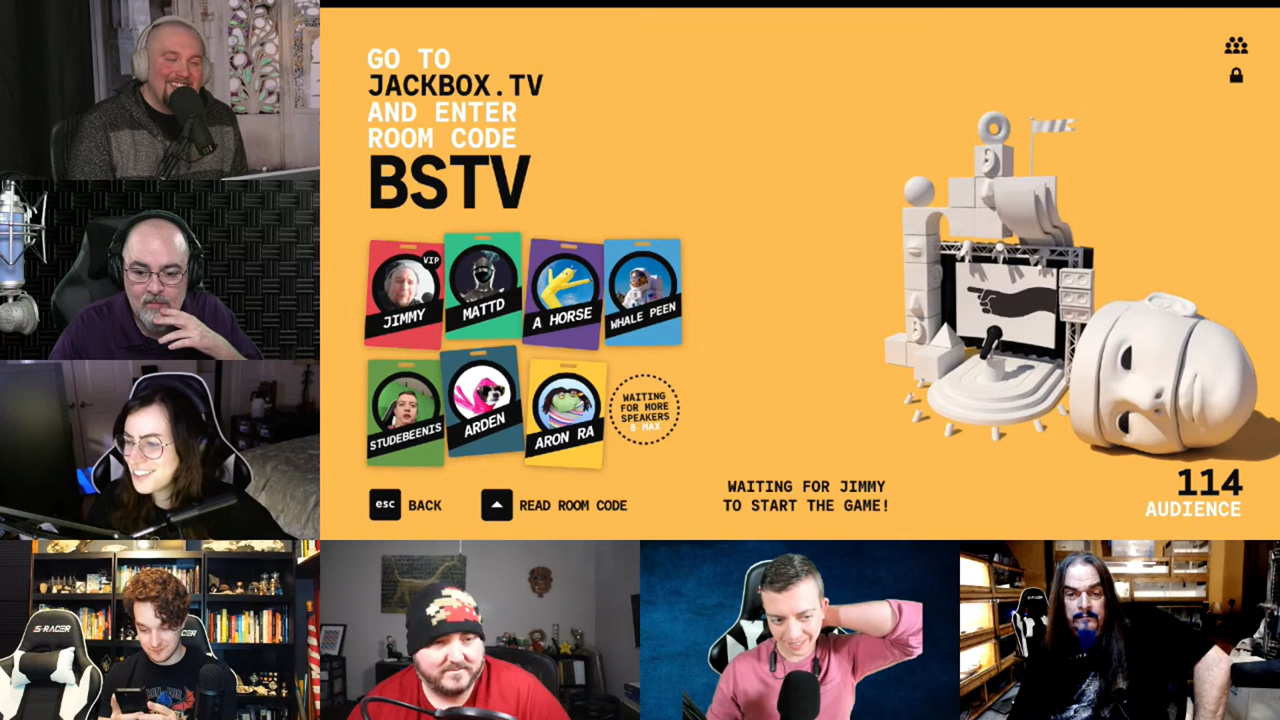 GO TO
JACKBOX.TV
AND ENTER
ROOM CODE
BSTV
VIP
JIMMY
MATTD
A HORSE
WHALE PEEN
STUDEBEENIS
ARDEN
ARON RA
WAITING
FOR MORE
SPEAKERS
8 MAX
esc BACK
READ ROOM CODE
WAITING FOR JIMMY
TO START THE GAME!
114
AUDIENCE
S-RACER